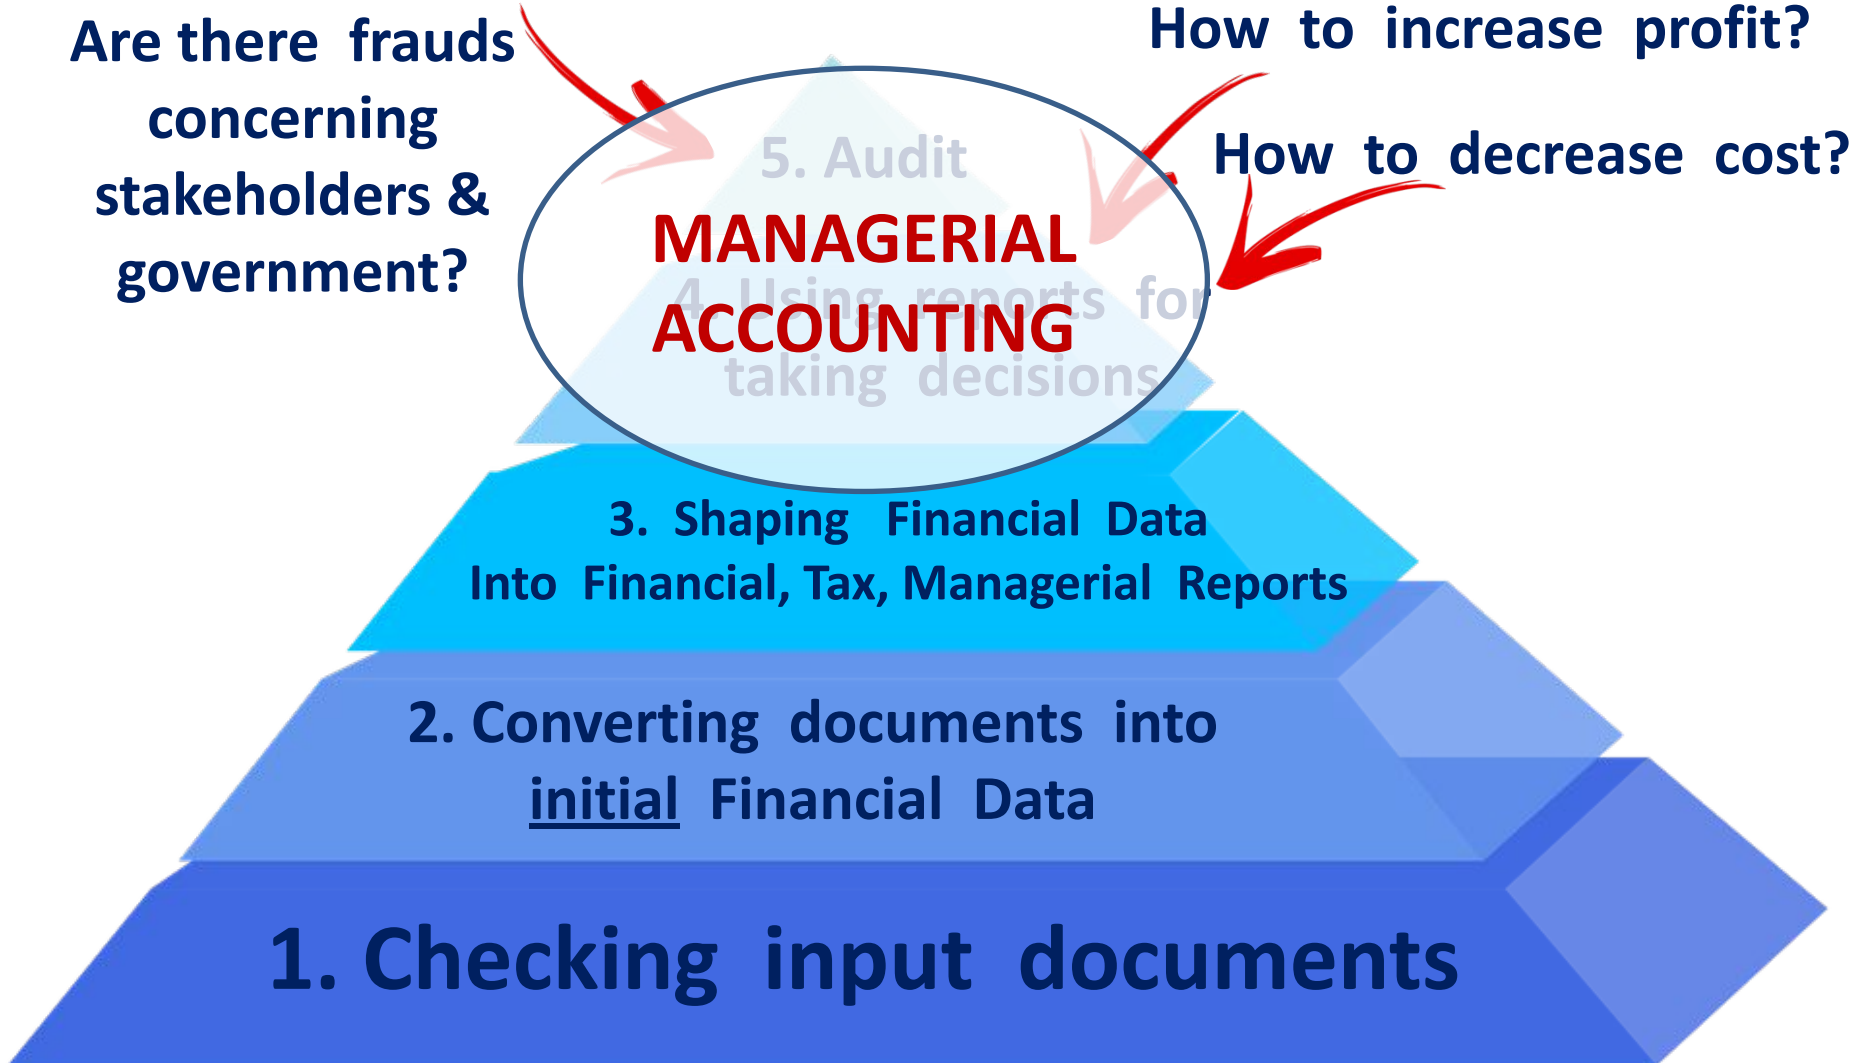 Are there frauds
concerning
stakeholders &
government?
How to increase profit?
How to decrease cost?
5. Audit
MANAGERIAL
4. Using reports for
ACCOUNTING
taking decisions
3. Shaping Financial Data
Into Financial, Tax, Managerial Reports
2. Converting documents into
initial Financial Data
1. Checking input documents